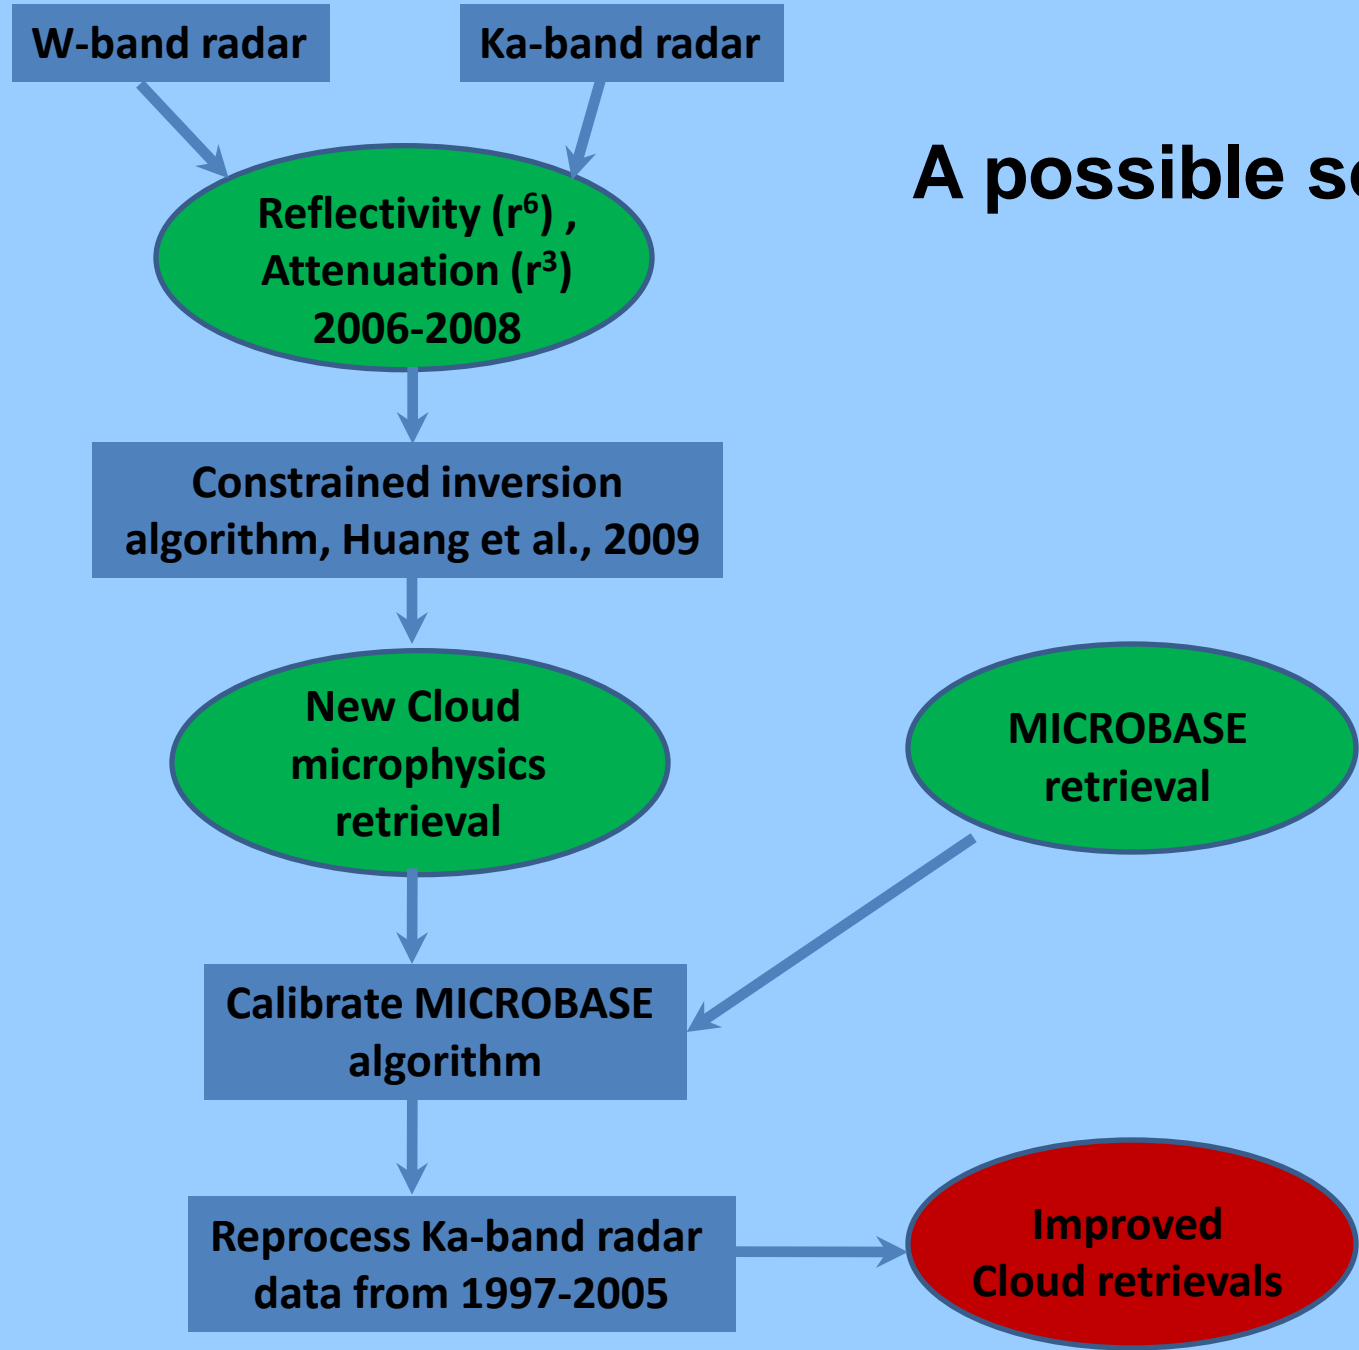 W-band radar
Ka-band radar
A possible s
Reflectivity (r⁶) ,
Attenuation (r³)
2006-2008
Constrained inversion
algorithm, Huang et al., 2009
New Cloud
microphysics
retrieval
MICROBASE
retrieval
Calibrate MICROBASE
algorithm
Reprocess Ka-band radar
data from 1997-2005
Improved
Cloud retrievals